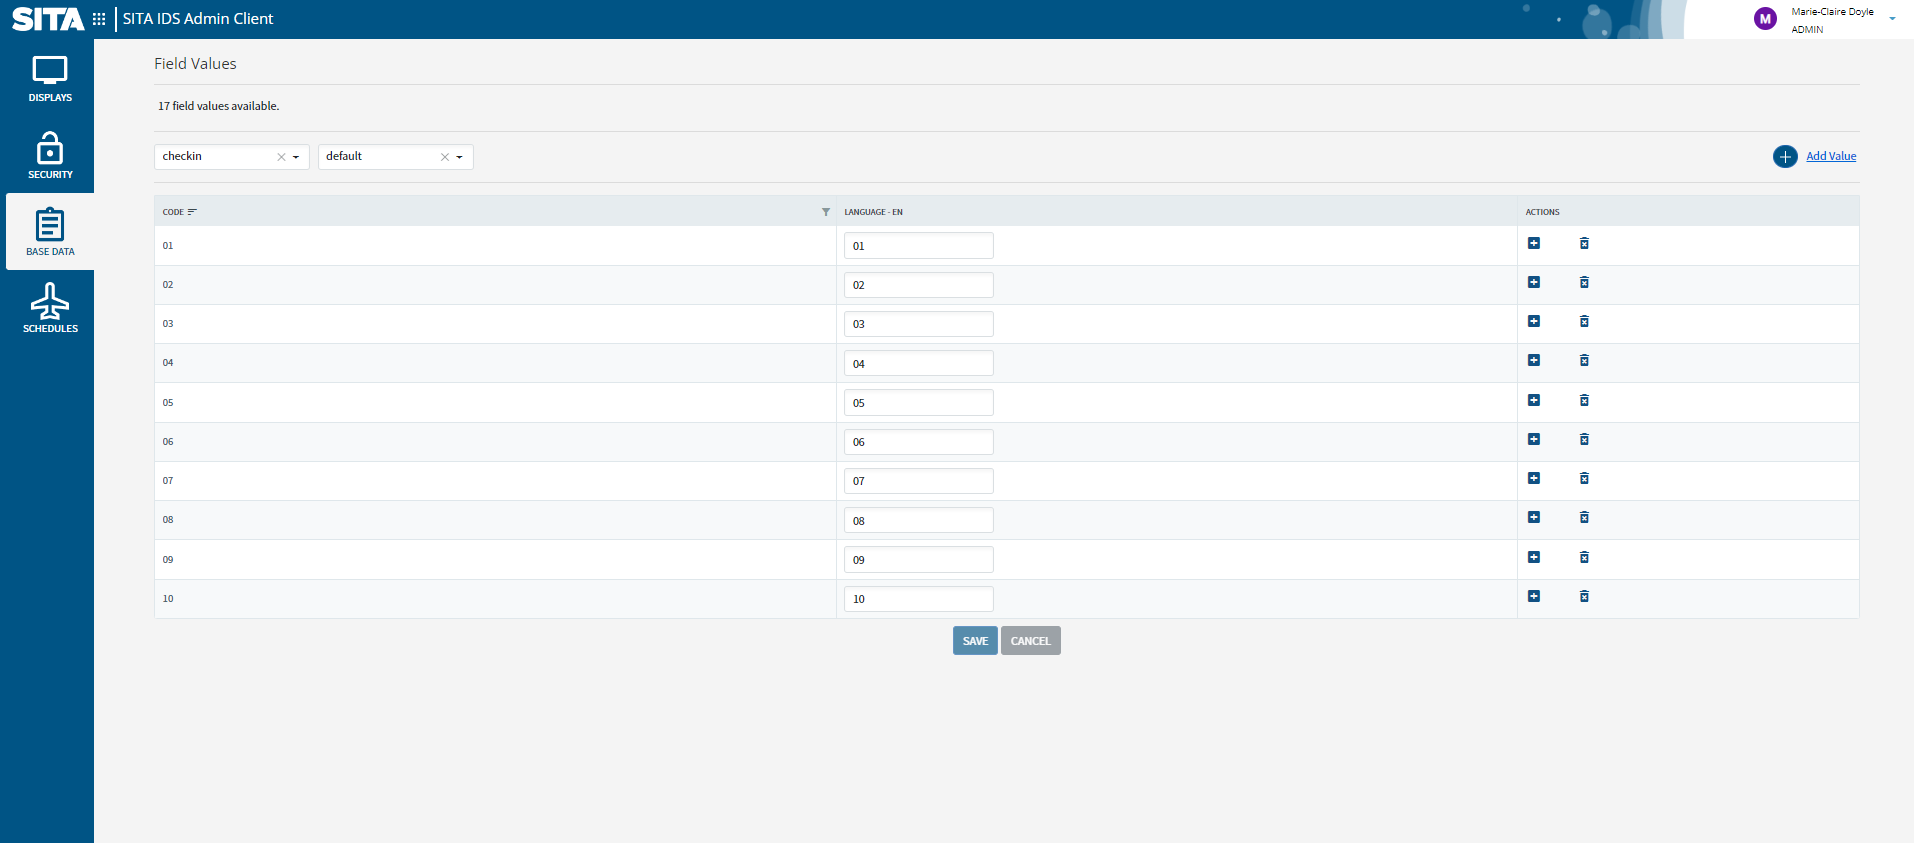 SITA SITA IDS Admin Client
M Marie-Claire Doyle
ADMIN
DISPLAYS
SECURITY
BASE DATA
SCHEDULES
Field Values
17 field values available.
checkin default Add Value
CODE LANGUAGE - EN ACTIONS
01 01
02 02
03 03
04 04
05 05
06 06
07 07
08 08
09 09
10 10
SAVE CANCEL